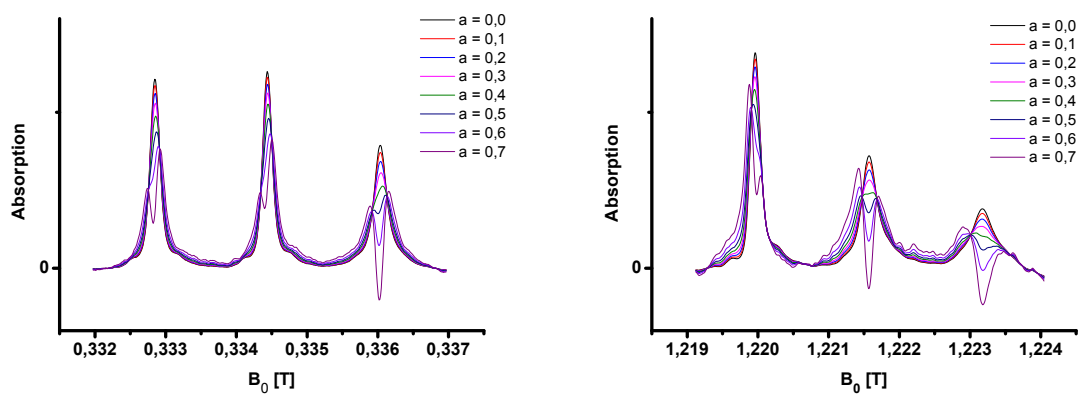 Absorption
0
0,332 0,333 0,334 0,335 0,336 0,337
B0 [T]
a = 0,0
a = 0,1
a = 0,2
a = 0,3
a = 0,4
a = 0,5
a = 0,6
a = 0,7
Absorption
0
1,219 1,220 1,221 1,222 1,223 1,224
B0 [T]
a = 0,0
a = 0,1
a = 0,2
a = 0,3
a = 0,4
a = 0,5
a = 0,6
a = 0,7